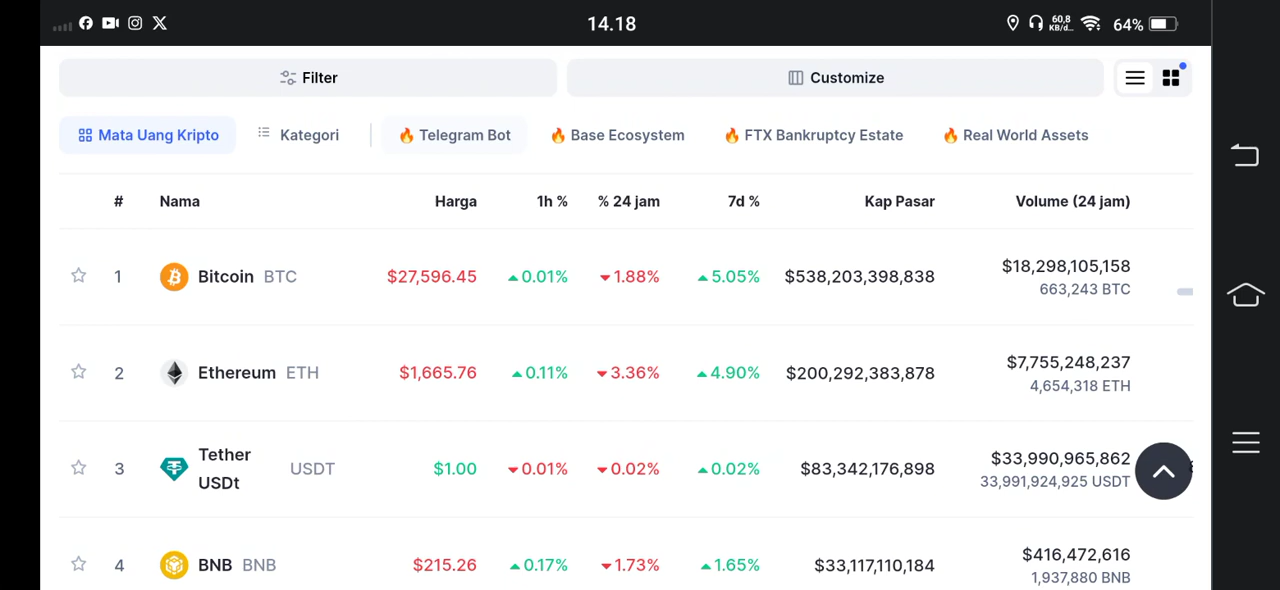 14.18
60,8
KB/d...
64%
Filter
Customize
Mata Uang Kripto
Kategori
🔥 Telegram Bot
🔥 Base Ecosystem
🔥 FTX Bankruptcy Estate
🔥 Real World Assets
# Nama Harga 1h % % 24 jam 7d % Kap Pasar Volume (24 jam)
1 Bitcoin BTC $27,596.45 0.01% 1.88% 5.05% $538,203,398,838 $18,298,105,158
663,243 BTC
2 Ethereum ETH $1,665.76 0.11% 3.36% 4.90% $200,292,383,878 $7,755,248,237
4,654,318 ETH
3 Tether
USDt
USDT $1.00 0.01% 0.02% 0.02% $83,342,176,898 $33,990,965,862
33,991,924,925 USDT
4 BNB BNB $215.26 0.17% 1.73% 1.65% $33,117,110,184 $416,472,616
1,937,880 BNB